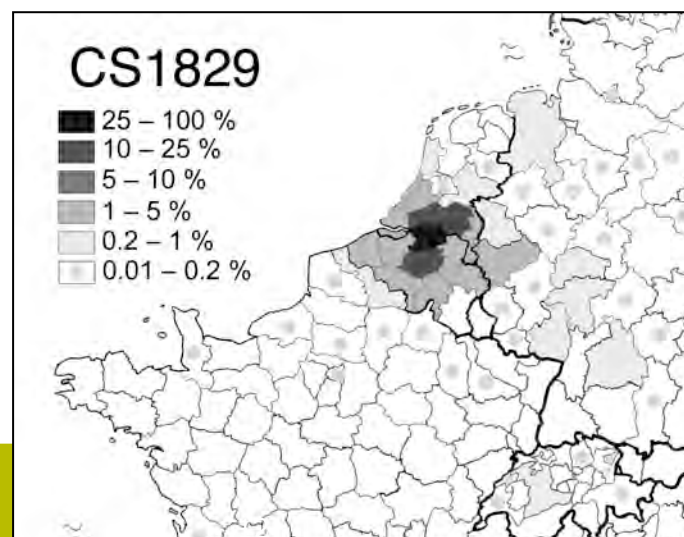 CS1829
25 – 100 %
10 – 25 %
5 – 10 %
1 – 5 %
0.2 – 1 %
0.01 – 0.2 %